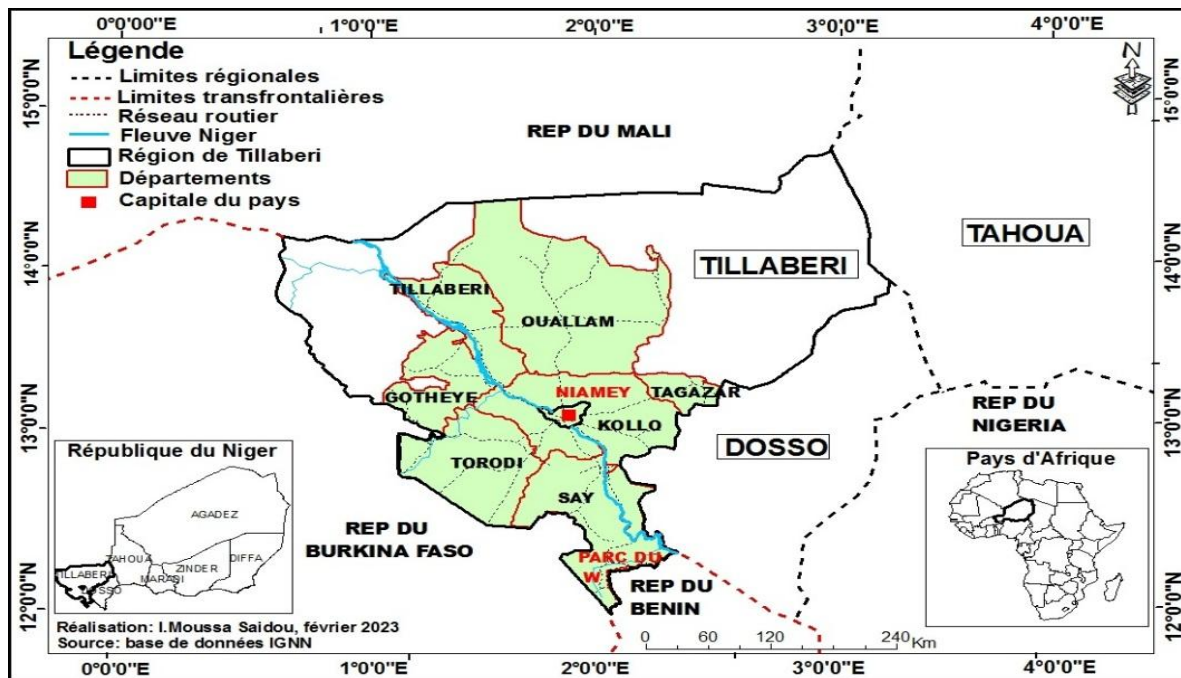 0°0'0"E 1°0'0"E 2°0'0"E 3°0'0"E 4°0'0"E
Légende
Limites régionales
Limites transfrontalières
Réseau routier
Fleuve Niger
Région de Tillaberi
Départements
Capitale du pays
N
15°0'0"N
14°0'0"N
13°0'0"N
12°0'0"N
15°0'0"N
14°0'0"N
13°0'0"N
12°0'0"N
REP DU MALI
TAHOUA
TILLABERI
TILLABERI
OUALLAM
GOTHEYE
NIAMEY
TAGAZAR
KOLLO
REP DU
NIGERIA
DOSSO
TORODI
SAY
REP DU
BURKINA FASO
PARC DU
W
REP DU
BENIN
République du Niger
AGADEZ
TAHOUA
DIFFA
ZINDER
MARADI
TILLABERI
DOSSO
Pays d'Afrique
Réalisation: I.Moussa Saidou, février 2023
Source: base de données IGNN
0 60 120 240 Km
0°0'0"E 1°0'0"E 2°0'0"E 3°0'0"E 4°0'0"E